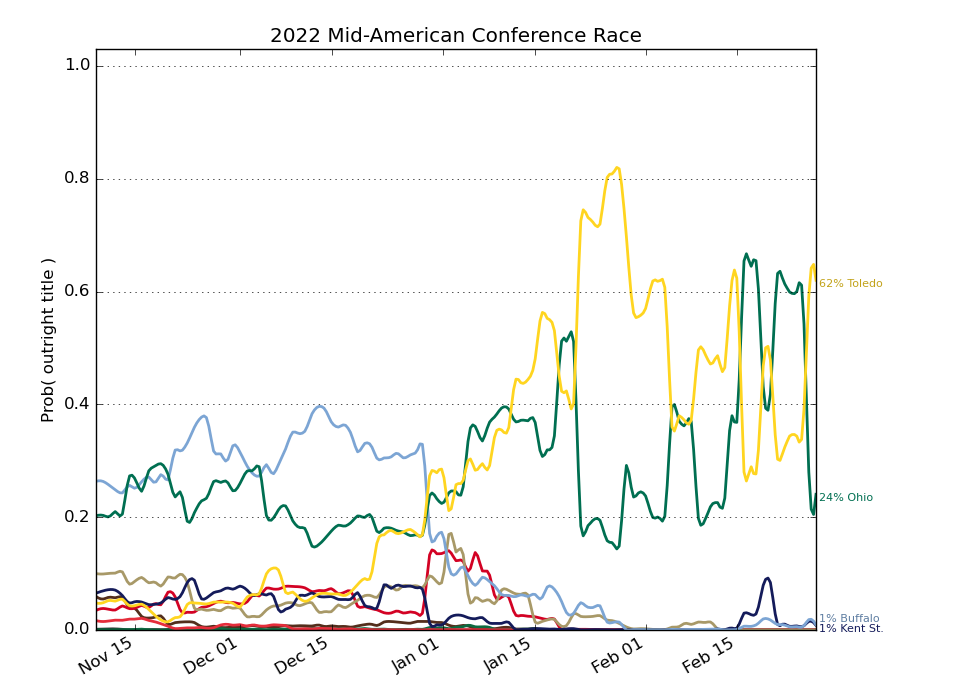 2022 Mid-American Conference Race
Prob( outright title )
1.0
0.8
0.6
0.4
0.2
0.0
62% Toledo
24% Ohio
1% Buffalo
1% Kent St.
Nov 15
Dec 01
Dec 15
Jan 01
Jan 15
Feb 01
Feb 15